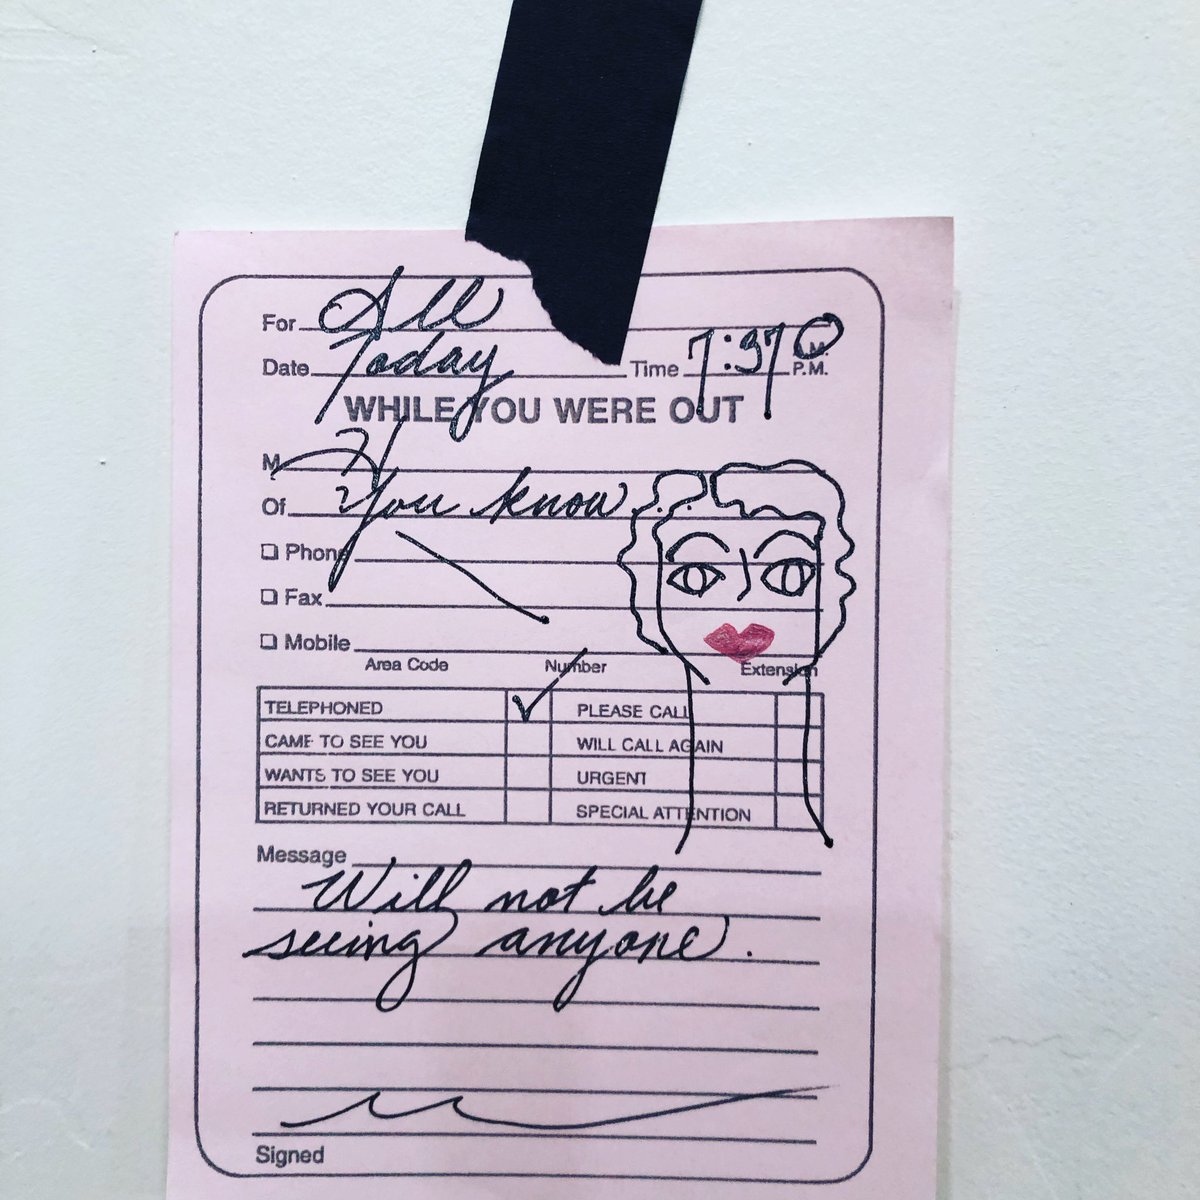 For All
Date Today Time 7:37 A.M.
P.M.
WHILE YOU WERE OUT
M
Of You know...
Phone
Fax
Mobile
Area Code Number Extension
TELEPHONED ✓ PLEASE CALL
CAME TO SEE YOU WILL CALL AGAIN
WANTS TO SEE YOU URGENT
RETURNED YOUR CALL SPECIAL ATTENTION
Message
Will not be
seeing anyone.
Signed